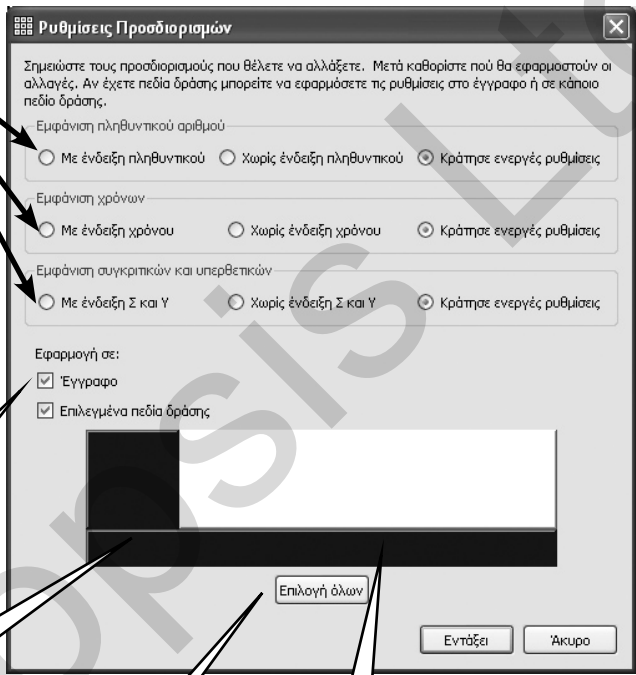 Ρυθμίσεις Προσδιορισμών
Σημειώστε τους προσδιορισμούς που θέλετε να αλλάξετε. Μετά καθορίστε πού θα εφαρμοστούν οι
αλλαγές. Αν έχετε πεδία δράσης μπορείτε να εφαρμόσετε τις ρυθμίσεις στο έγγραφο ή σε κάποιο
πεδίο δράσης.
Εμφάνιση πληθυντικού αριθμού
Με ένδειξη πληθυντικού Χωρίς ένδειξη πληθυντικού Κράτησε ενεργές ρυθμίσεις
Εμφάνιση χρόνων
Με ένδειξη χρόνου Χωρίς ένδειξη χρόνου Κράτησε ενεργές ρυθμίσεις
Εμφάνιση συγκριτικών και υπερθετικών
Με ένδειξη Σ και Υ Χωρίς ένδειξη Σ και Υ Κράτησε ενεργές ρυθμίσεις
Εφαρμογή σε:
Έγγραφο
Επιλεγμένα πεδία δράσης
Επιλογή όλων
Εντάξει Άκυρο
opsis Lt